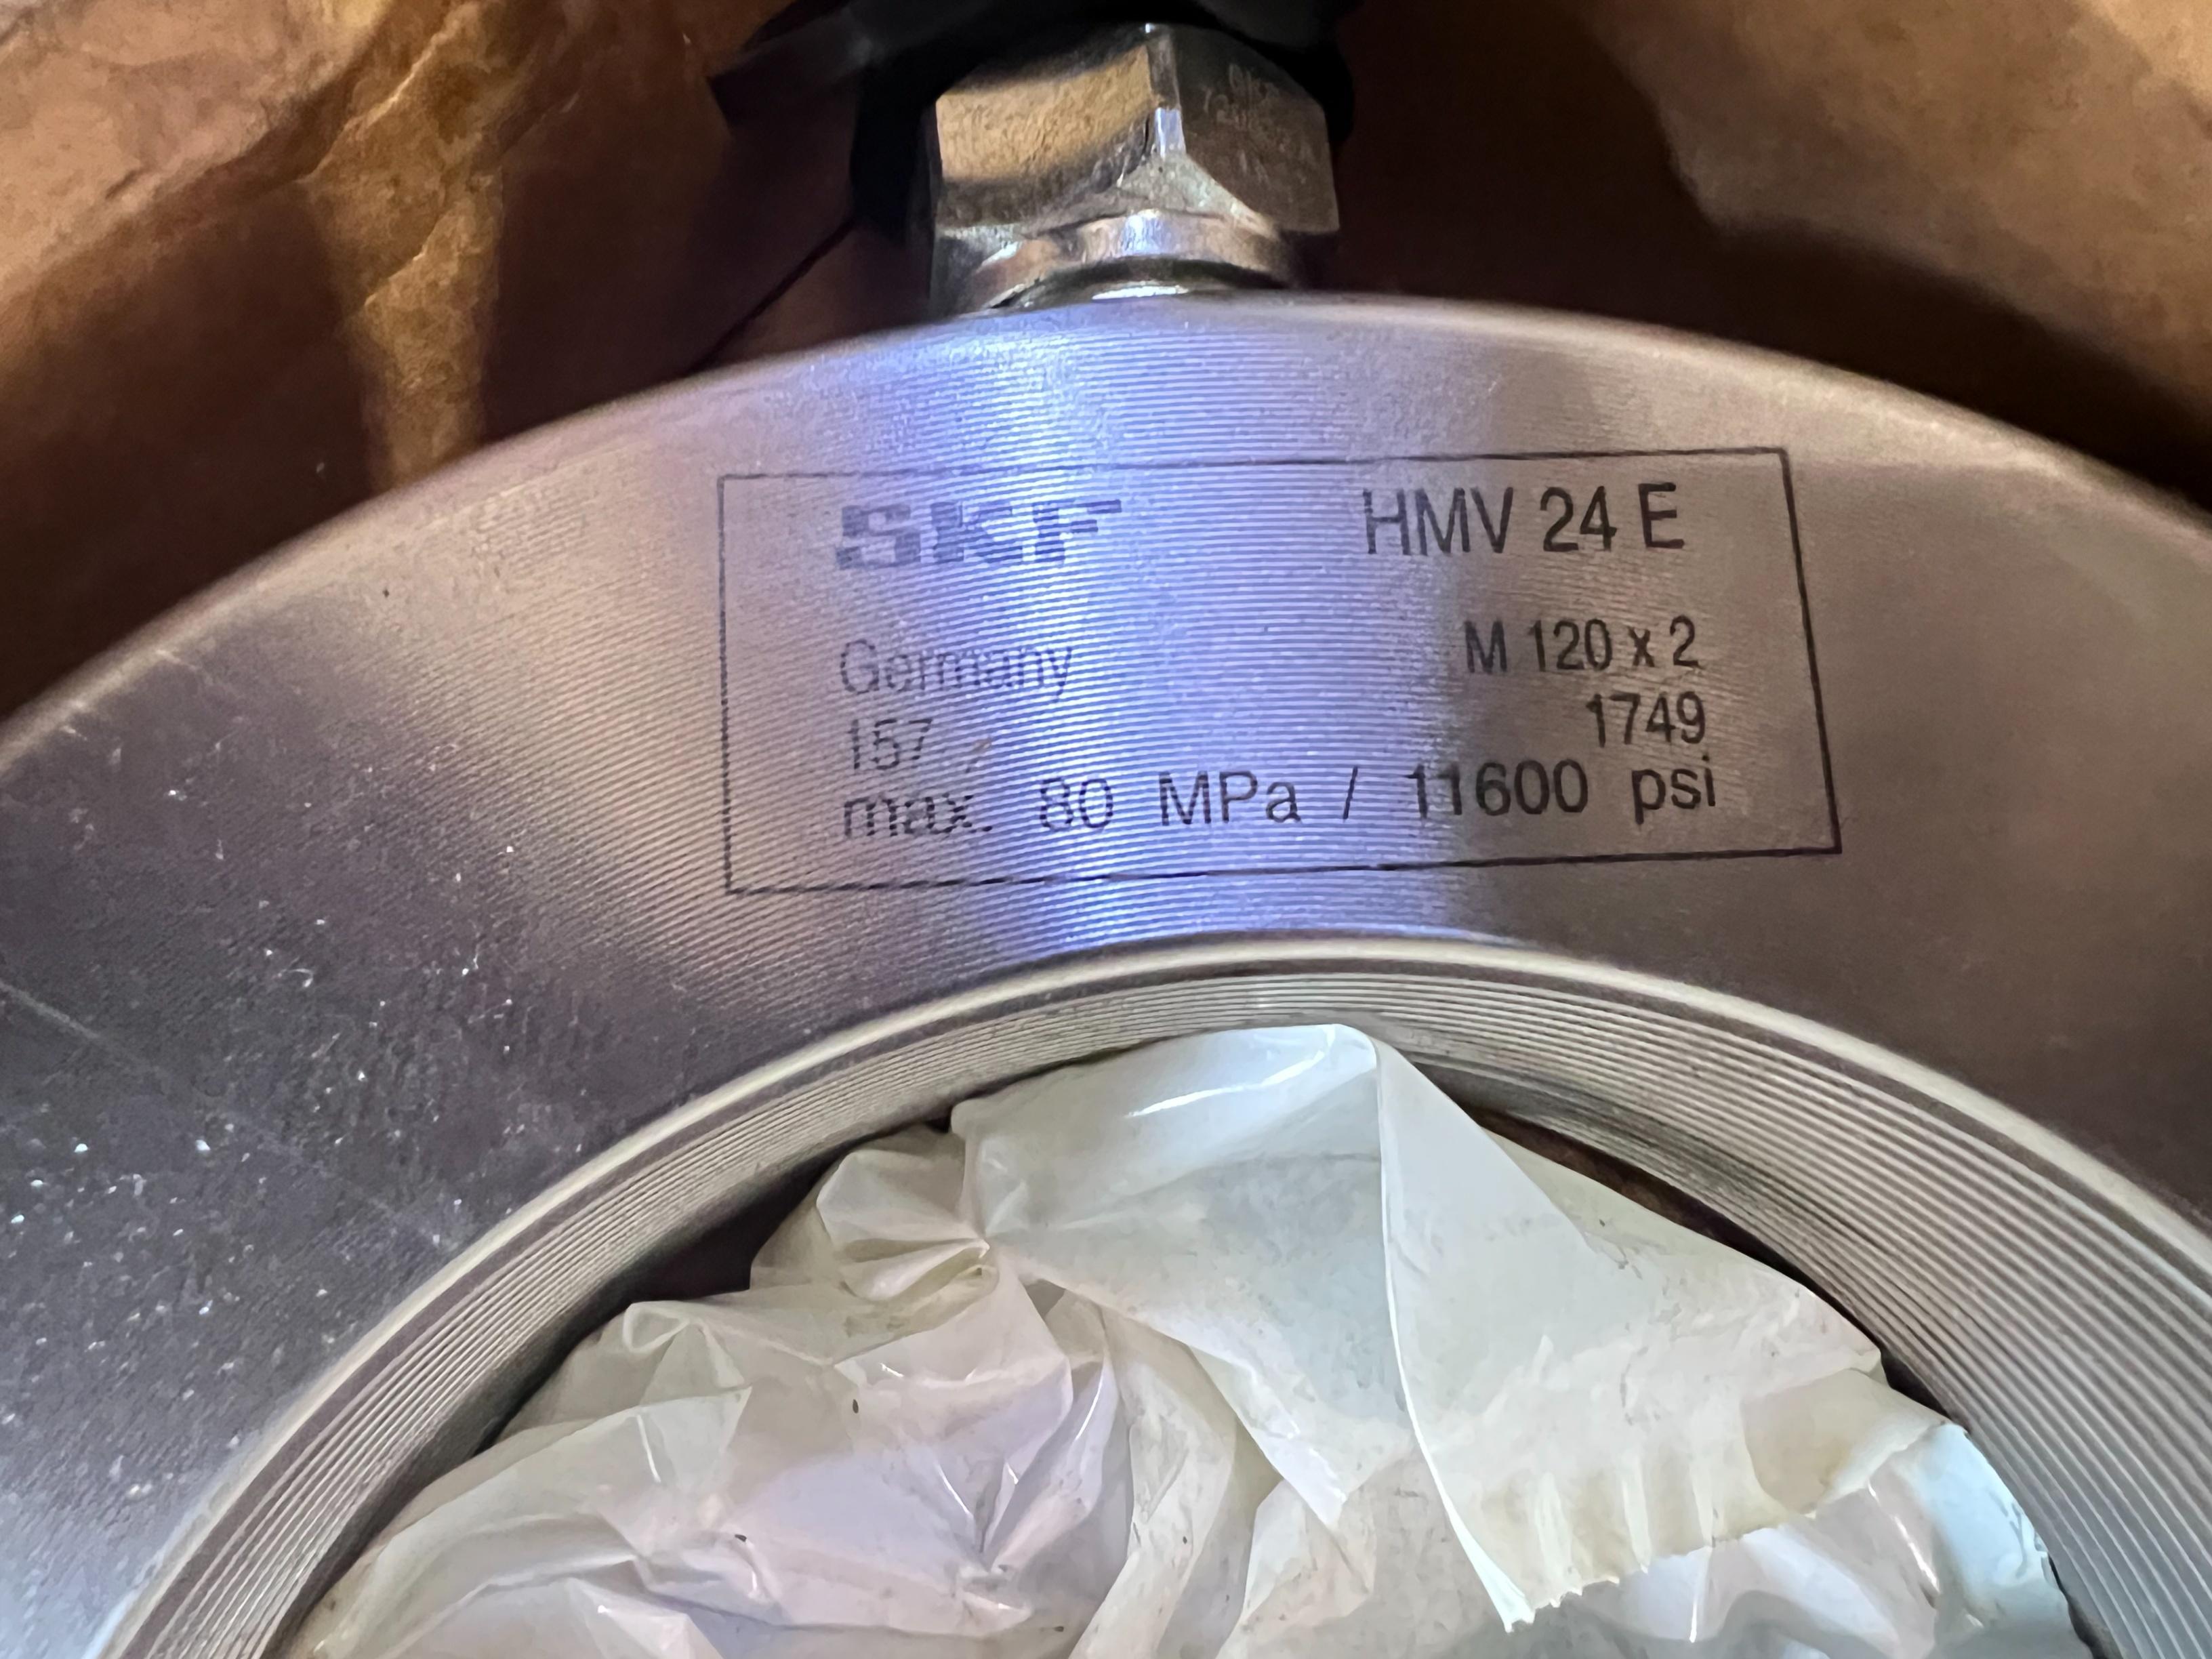 SKF HMV 24 E
Germany M 120 x 2
157 1749
max. 80 MPa / 11600 psi